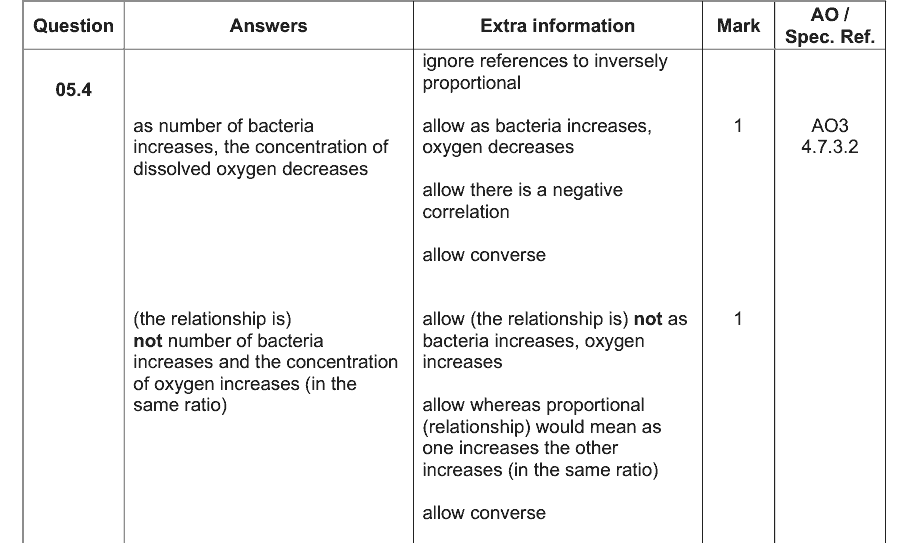 Question
Answers
Extra information
Mark
AO /
Spec. Ref.
05.4
ignore references to inversely
proportional
as number of bacteria
increases, the concentration of
dissolved oxygen decreases
allow as bacteria increases,
oxygen decreases
1
AO3
4.7.3.2
allow there is a negative
correlation
allow converse
(the relationship is)
not number of bacteria
increases and the concentration
of oxygen increases (in the
same ratio)
allow (the relationship is) not as
bacteria increases, oxygen
increases
1
allow whereas proportional
(relationship) would mean as
one increases the other
increases (in the same ratio)
allow converse